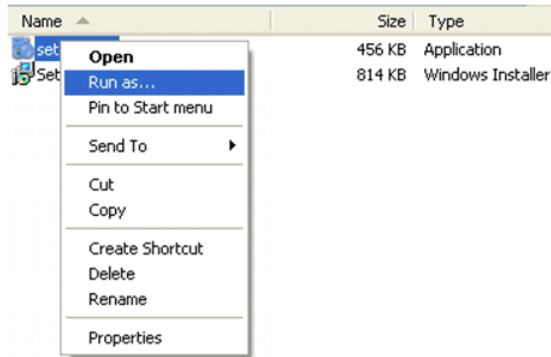 Name Size Type
set 456 KB Application
Set 814 KB Windows Installer
Open
Run as...
Pin to Start menu
Send To
Cut
Copy
Create Shortcut
Delete
Rename
Properties